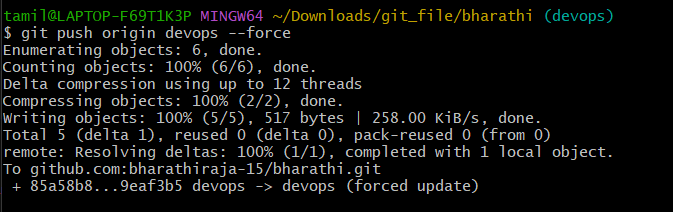 tamil@LAPTOP-F69T1K3P MINGW64 ~/Downloads/git_file/bharathi (devops)
$ git push origin devops --force
Enumerating objects: 6, done.
Counting objects: 100% (6/6), done.
Delta compression using up to 12 threads
Compressing objects: 100% (2/2), done.
Writing objects: 100% (5/5), 517 bytes | 258.00 KiB/s, done.
Total 5 (delta 1), reused 0 (delta 0), pack-reused 0 (from 0)
remote: Resolving deltas: 100% (1/1), completed with 1 local object.
To github.com:bharathiraja-15/bharathi.git
 + 85a58b8...9eaf3b5 devops -> devops (forced update)